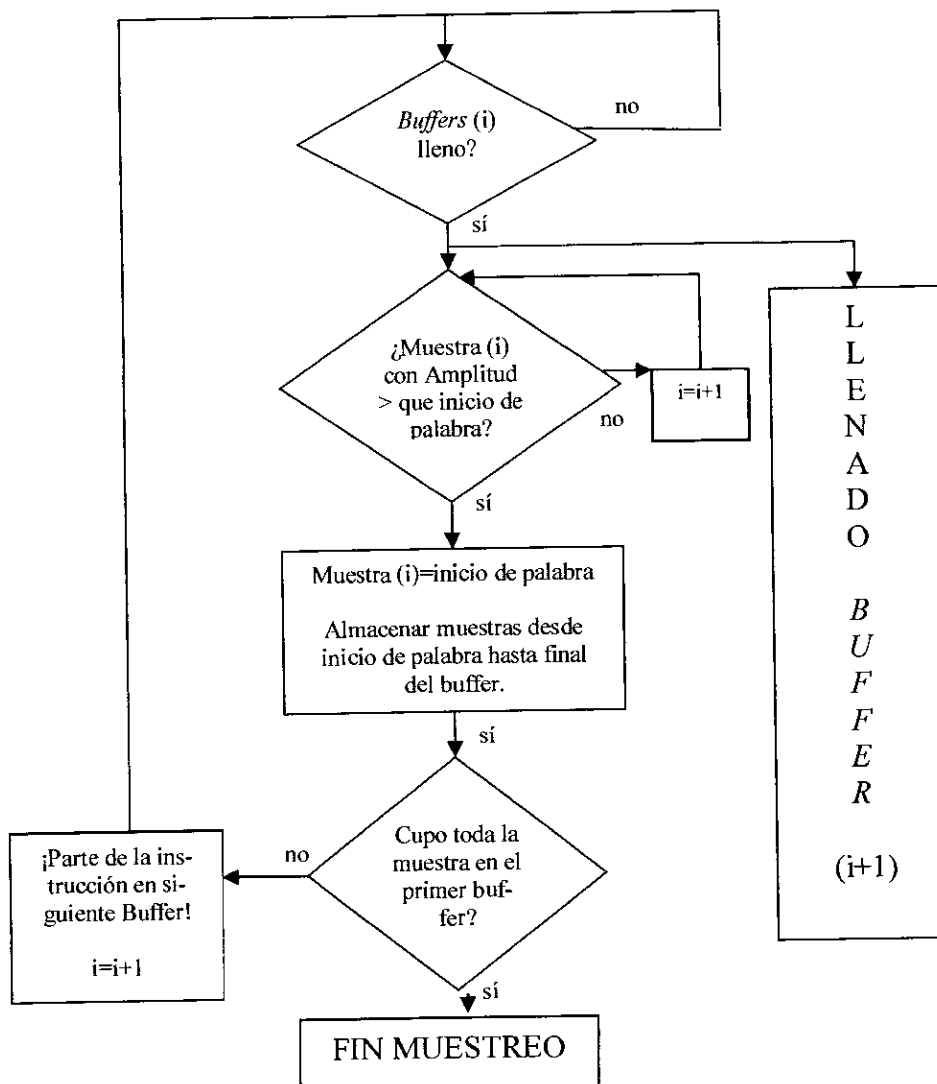 Buffers (i)
lleno?
no
sí
¿Muestra (i)
con Amplitud
> que inicio de
palabra?
no
i=i+1
sí
Muestra (i)=inicio de palabra
Almacenar muestras desde
inicio de palabra hasta final
del buffer.
sí
Cupo toda la
muestra en el
primer buf-
fer?
no
¡Parte de la ins-
trucción en si-
guiente Buffer!
i=i+1
sí
FIN MUESTREO
L
L
E
N
A
D
O
B
U
F
F
E
R
(i+1)